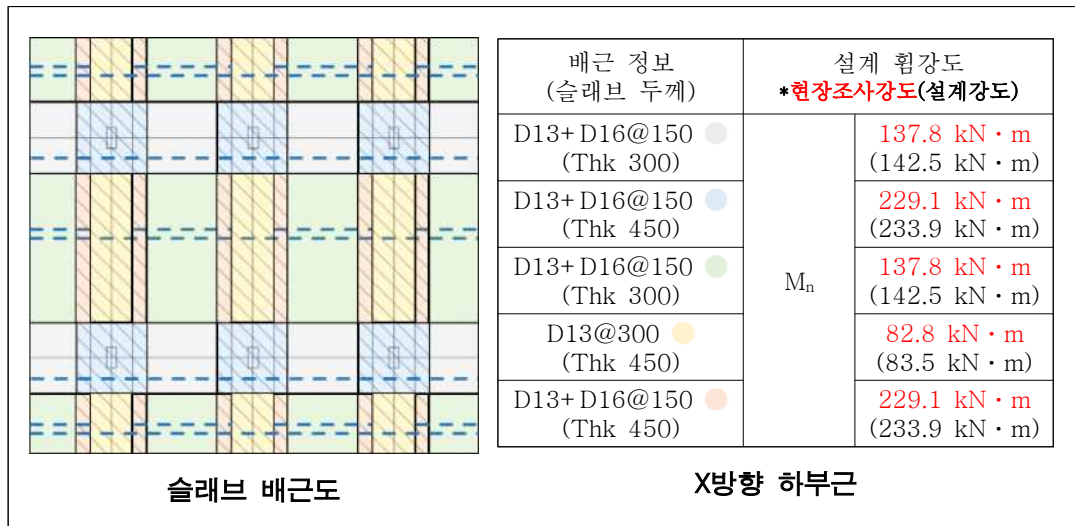 배근 정보
(슬래브 두께)
설계 휨강도
*현장조사강도(설계강도)
D13+D16@150
(Thk 300)
Mn
137.8 kN・m
(142.5 kN・m)
D13+D16@150
(Thk 450)
229.1 kN・m
(233.9 kN・m)
D13+D16@150
(Thk 300)
137.8 kN・m
(142.5 kN・m)
D13@300
(Thk 450)
82.8 kN・m
(83.5 kN・m)
D13+D16@150
(Thk 450)
229.1 kN・m
(233.9 kN・m)
슬래브 배근도
X방향 하부근